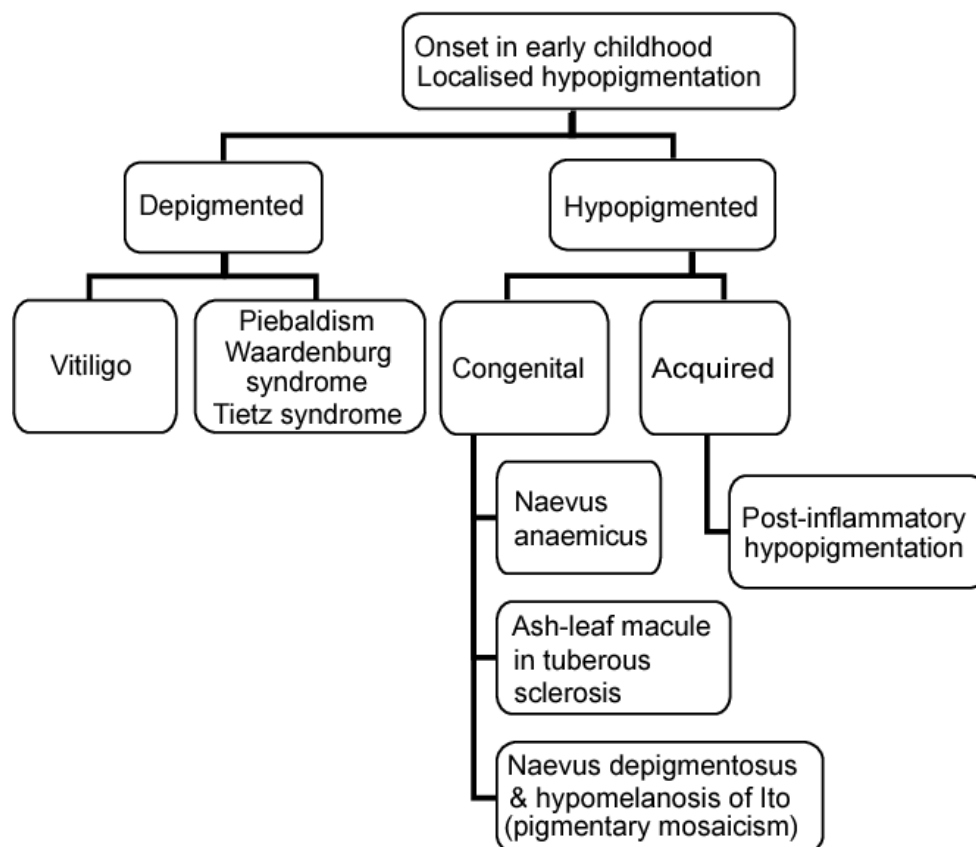 Onset in early childhood
Localised hypopigmentation
Depigmented
Hypopigmented
Vitiligo
Piebaldism
Waardenburg
syndrome
Tietz syndrome
Congenital
Acquired
Naevus
anaemicus
Post-inflammatory
hypopigmentation
Ash-leaf macule
in tuberous
sclerosis
Naevus depigmentosus
& hypomelanosis of Ito
(pigmentary mosaicism)